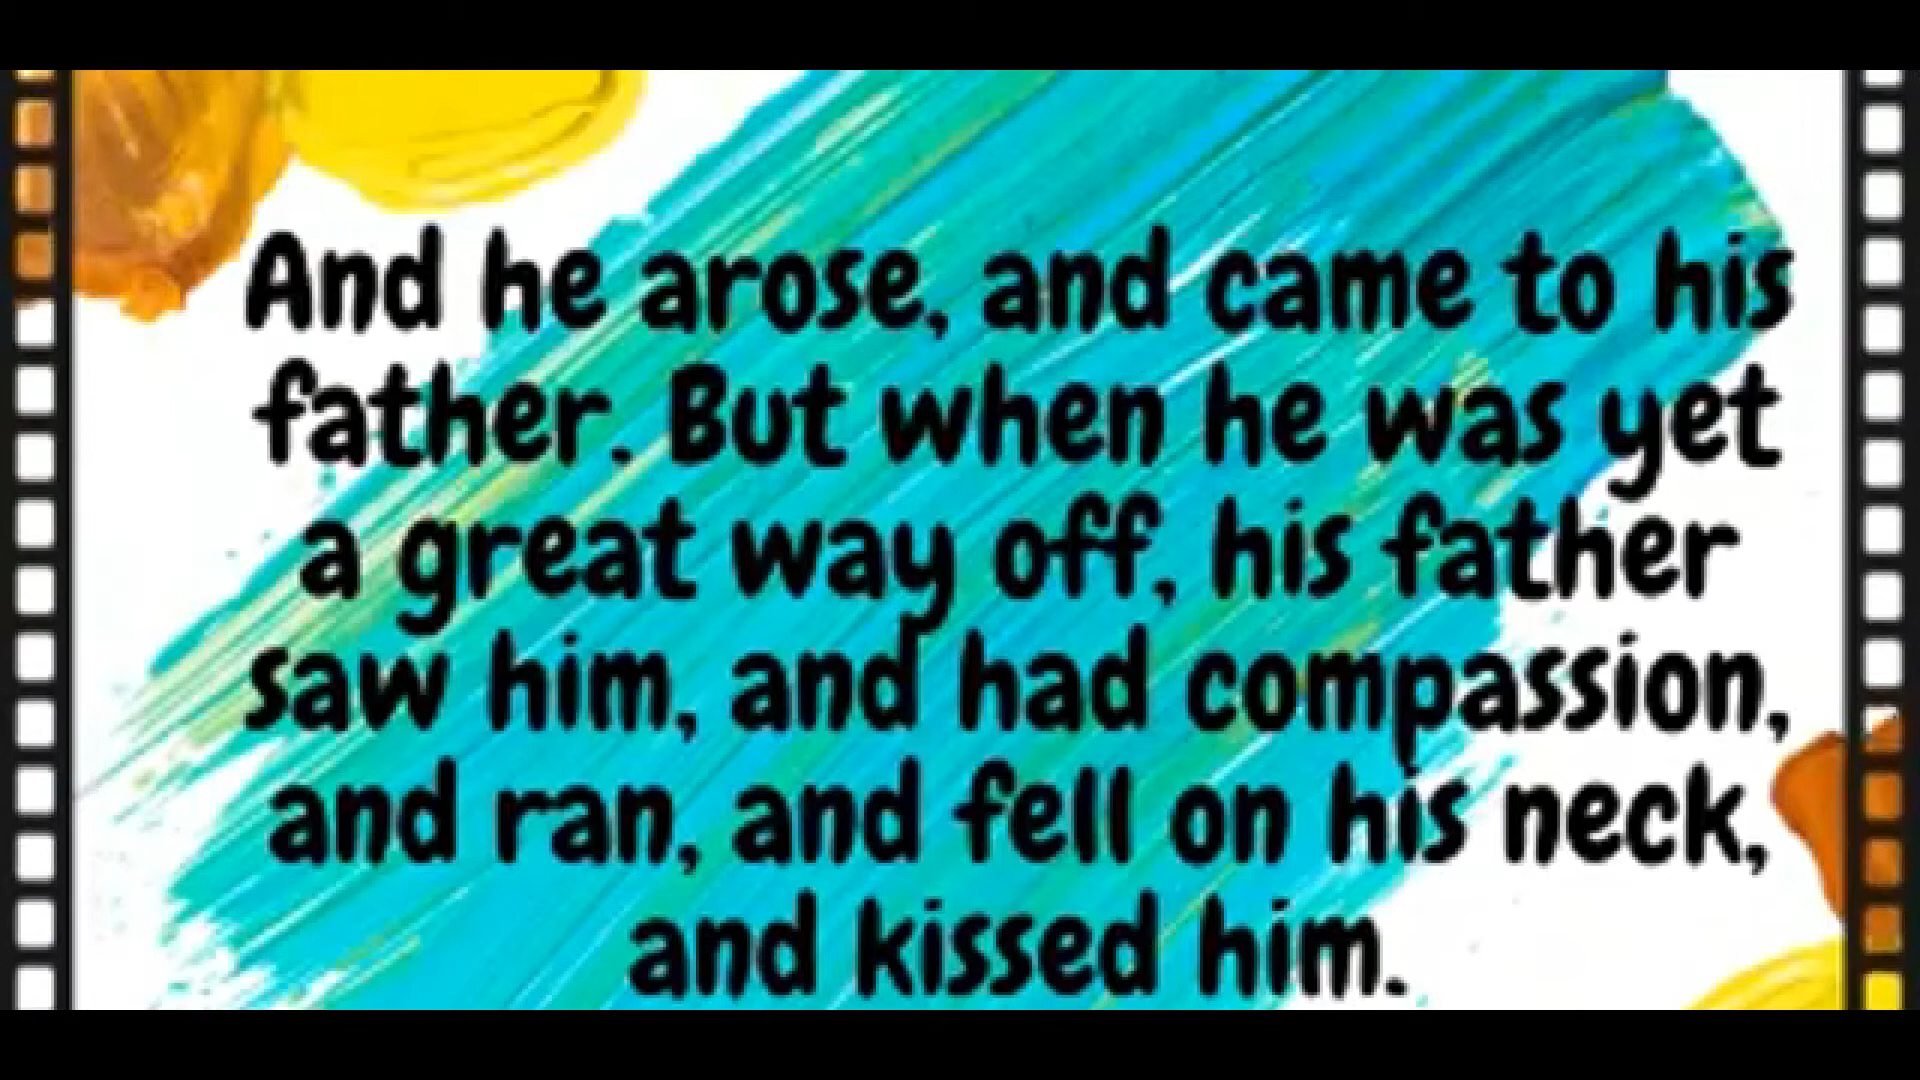 And he arose, and came to his
father. But when he was yet
a great way off, his father
saw him, and had compassion,
and ran, and fell on his neck,
and kissed him.